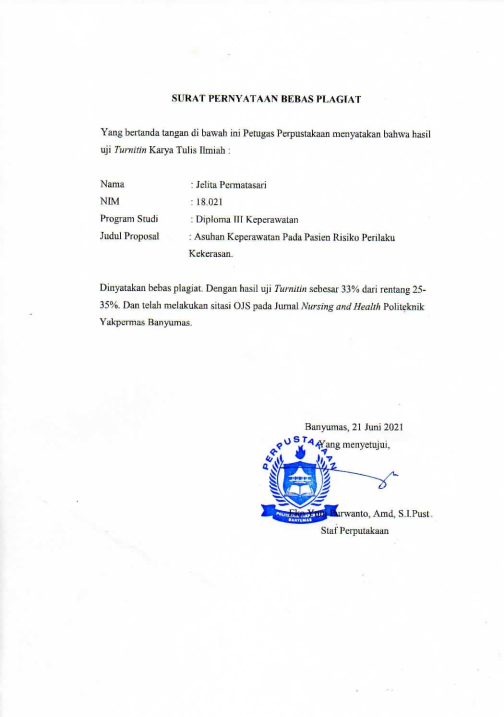 SURAT PERNYATAAN BEBAS PLAGIAT
Yang bertanda tangan di bawah ini Petugas Perpustakaan menyatakan bahwa hasil
uji Turnitin Karya Tulis Ilmiah :
Nama : Jelita Permatasari
NIM : 18.021
Program Studi : Diploma III Keperawatan
Judul Proposal : Asuhan Keperawatan Pada Pasien Risiko Perilaku
Kekerasan.
Dinyatakan bebas plagiat. Dengan hasil uji Turnitin sebesar 33% dari rentang 25-
35%. Dan telah melakukan sitasi OJS pada Jurnal Nursing and Health Politeknik
Yakpermas Banyumas.
Banyumas, 21 Juni 2021
Yang menyetujui,
PERPUSTAKAAN
BANYUMAS
Amd, S.I.Pust.
Staf Perputakaan